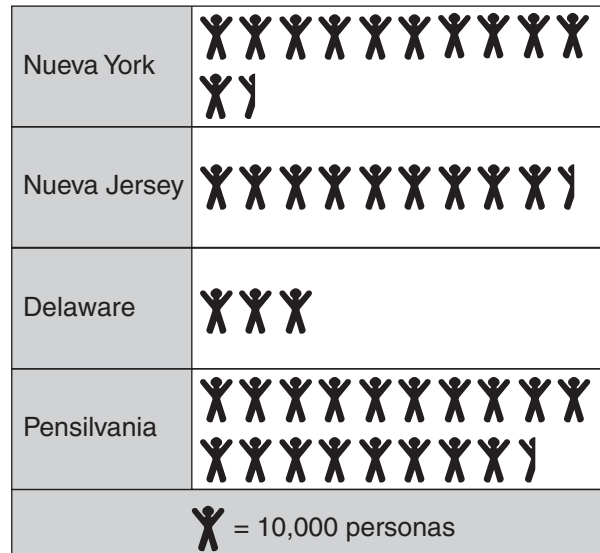 Nueva York
Nueva Jersey
Delaware
Pensilvania
= 10,000 personas